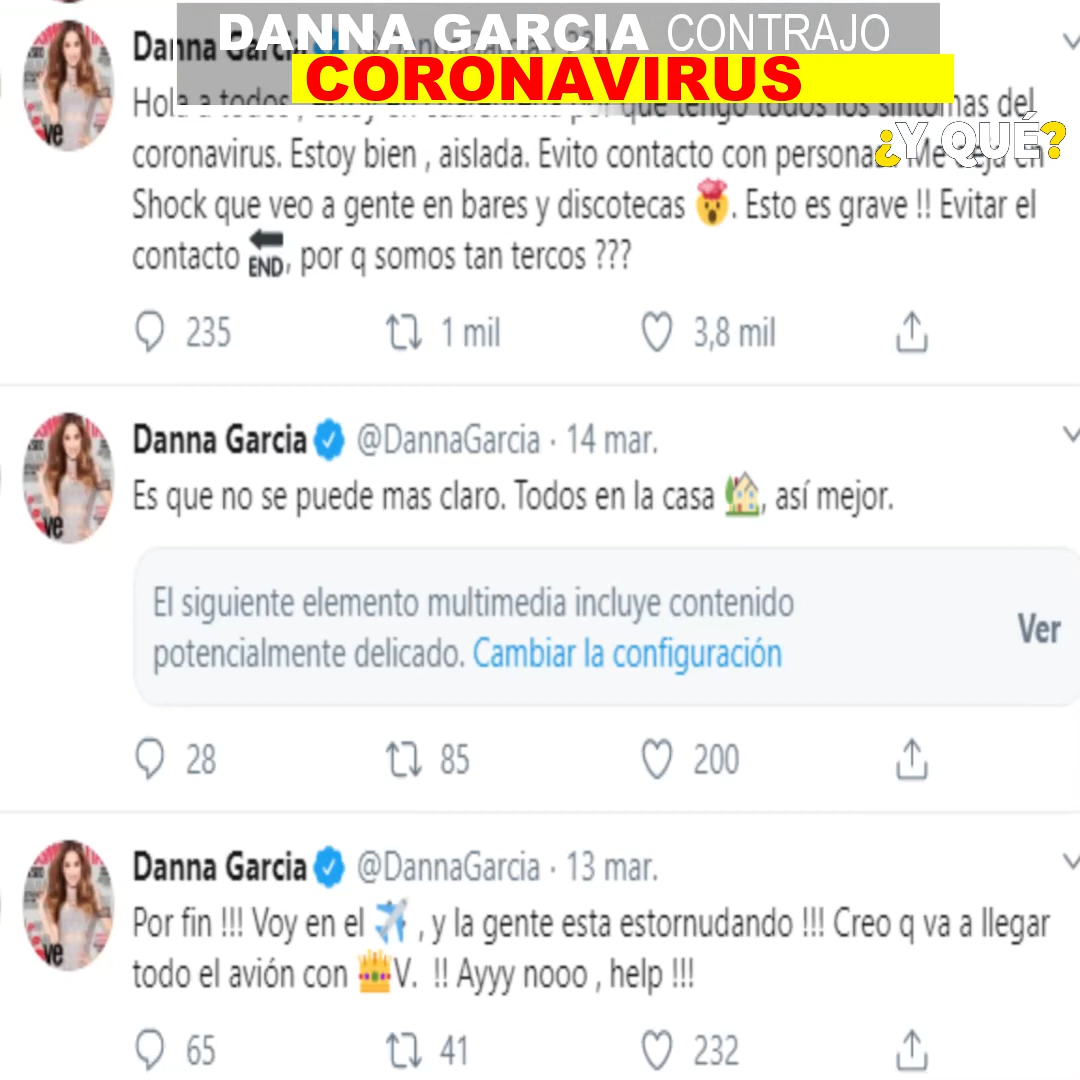 DANNA GARCIA CONTRAJO
CORONAVIRUS
¿Y QUÉ?
Danna Garcia
Hola a todos, estoy en cuarentena por que tengo todos los síntomas del
coronavirus. Estoy bien , aislada. Evito contacto con personas. Me deja en
Shock que veo a gente en bares y discotecas 🤯. Esto es grave !! Evitar el
contacto 🔚, por q somos tan tercos ???
235 1 mil 3,8 mil
Danna Garcia @DannaGarcia · 14 mar.
Es que no se puede mas claro. Todos en la casa 🏡, así mejor.
El siguiente elemento multimedia incluye contenido
potencialmente delicado. Cambiar la configuración
Ver
28 85 200
Danna Garcia @DannaGarcia · 13 mar.
Por fin !!! Voy en el ✈️ , y la gente esta estornudando !!! Creo q va a llegar
todo el avión con 👑V. !! Ayyy nooo , help !!!
65 41 232